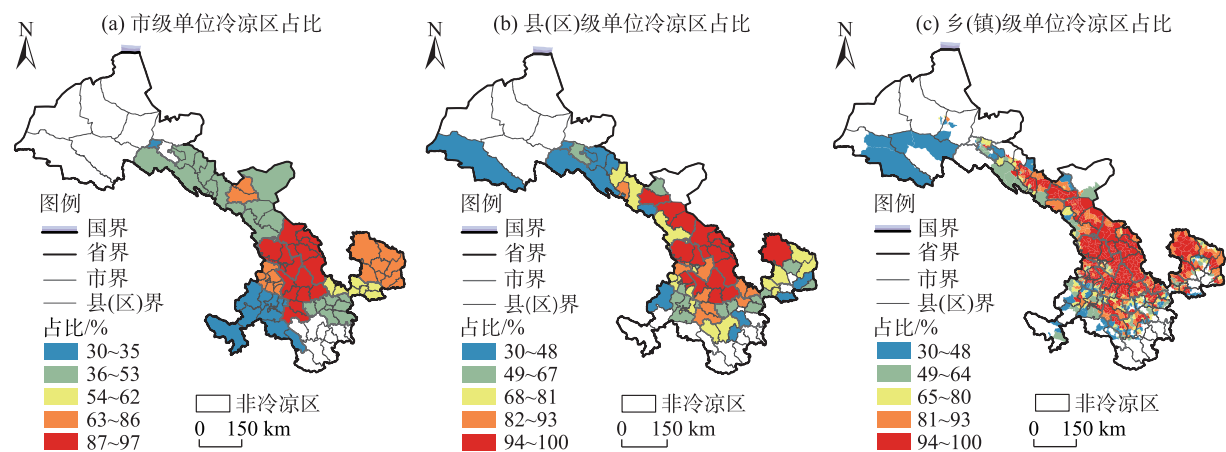 (a) 市级单位冷凉区占比
N
图例
国界
省界
市界
县(区)界
占比/%
30~35
36~53
54~62
63~86
87~97
非冷凉区
0 150 km
(b) 县(区)级单位冷凉区占比
N
图例
国界
省界
市界
县(区)界
占比/%
30~48
49~67
68~81
82~93
94~100
非冷凉区
0 150 km
(c) 乡(镇)级单位冷凉区占比
N
图例
国界
省界
市界
县(区)界
占比/%
30~48
49~64
65~80
81~93
94~100
非冷凉区
0 150 km